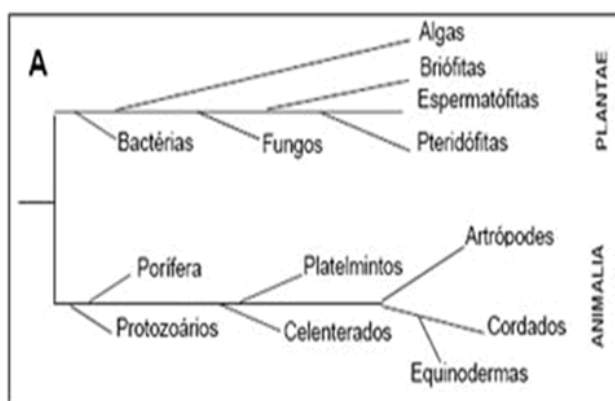 A
Algas
Briófitas
Espermatófitas
Bactérias
Fungos
Pteridófitas
PLANTAE
Artrópodes
Porífera
Platelmintos
Protozoários
Celenterados
Cordados
Equinodermas
ANIMALIA